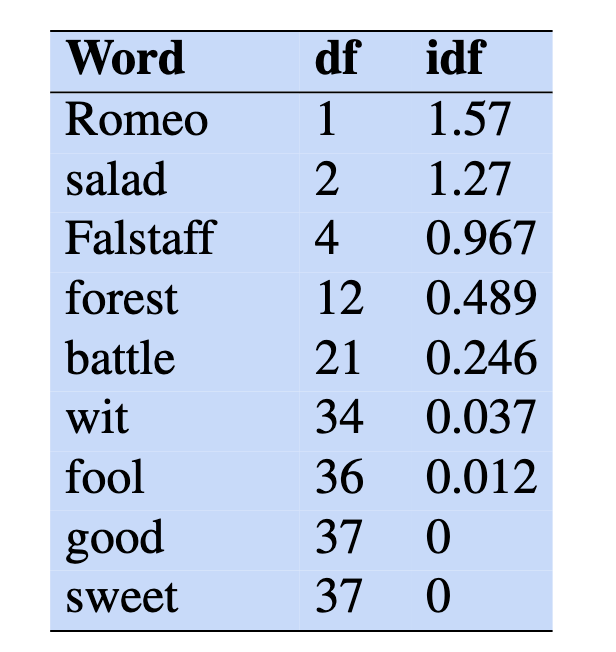 Word df idf
Romeo 1 1.57
salad 2 1.27
Falstaff 4 0.967
forest 12 0.489
battle 21 0.246
wit 34 0.037
fool 36 0.012
good 37 0
sweet 37 0